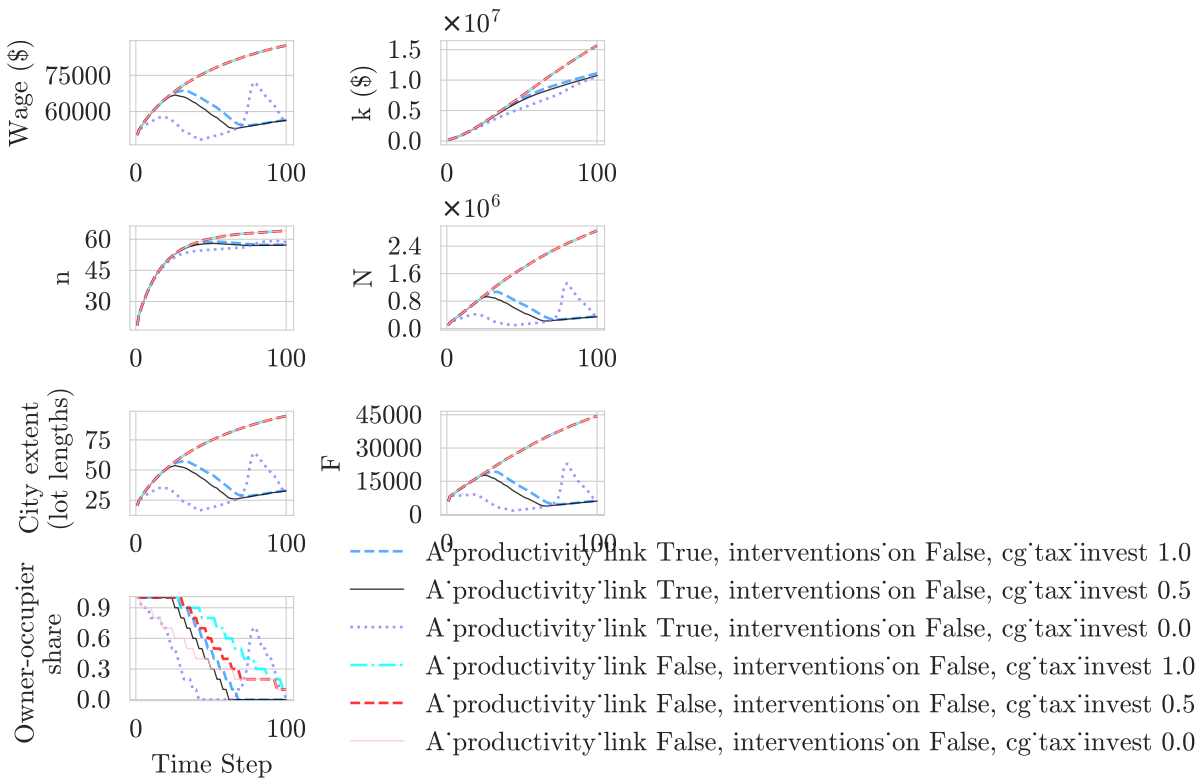 ×10⁷
Wage ($)
75000
60000
0
100
k ($)
1.5
1.0
0.5
0.0
0
100
×10⁶
n
60
45
30
0
100
N
2.4
1.6
0.8
0.0
0
100
City extent
(lot lengths)
75
50
25
0
100
F
45000
30000
15000
0
0
100
Owner-occupier
share
0.9
0.6
0.3
0.0
0
100
Time Step
A˙productivity˙link True, interventions˙on False, cg˙tax˙invest 1.0
A˙productivity˙link True, interventions˙on False, cg˙tax˙invest 0.5
A˙productivity˙link True, interventions˙on False, cg˙tax˙invest 0.0
A˙productivity˙link False, interventions˙on False, cg˙tax˙invest 1.0
A˙productivity˙link False, interventions˙on False, cg˙tax˙invest 0.5
A˙productivity˙link False, interventions˙on False, cg˙tax˙invest 0.0